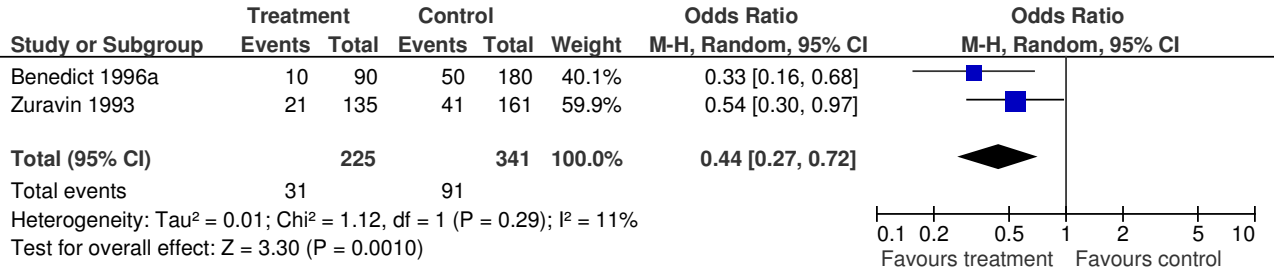 Treatment Control Odds Ratio Odds Ratio
Study or Subgroup Events Total Events Total Weight M-H, Random, 95% CI M-H, Random, 95% CI
Benedict 1996a 10 90 50 180 40.1% 0.33 [0.16, 0.68]
Zuravin 1993 21 135 41 161 59.9% 0.54 [0.30, 0.97]
Total (95% CI) 225 341 100.0% 0.44 [0.27, 0.72]
Total events 31 91
Heterogeneity: Tau² = 0.01; Chi² = 1.12, df = 1 (P = 0.29); I² = 11%
Test for overall effect: Z = 3.30 (P = 0.0010)
0.1 0.2 0.5 1 2 5 10
Favours treatment Favours control